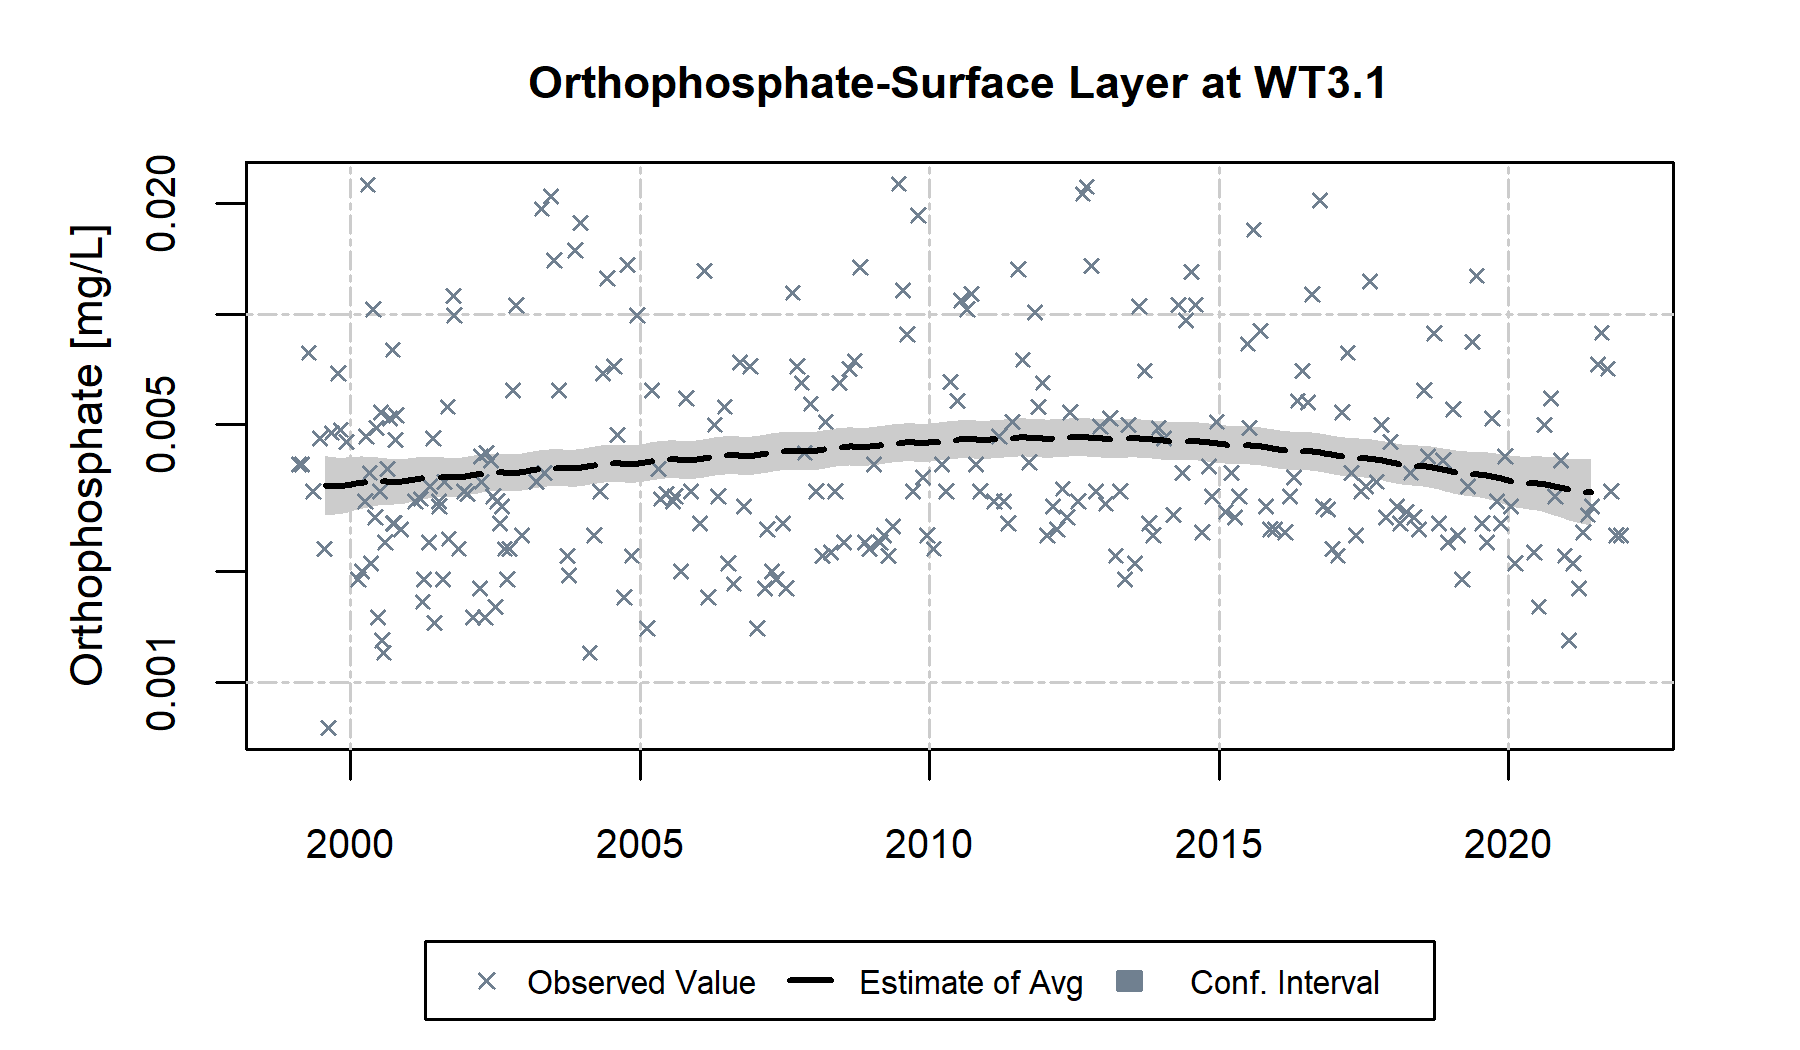 Orthophosphate-Surface Layer at WT3.1
Orthophosphate [mg/L]
0.020
0.005
0.001
2000 2005 2010 2015 2020
Observed Value Estimate of Avg Conf. Interval